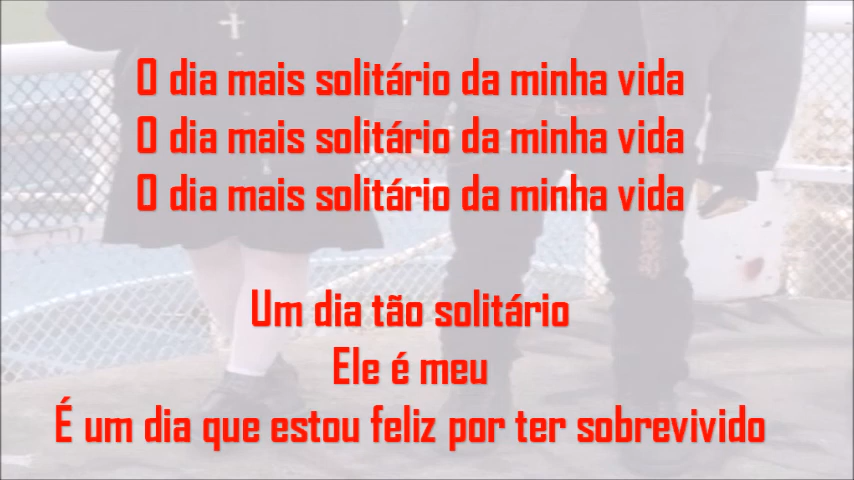 O dia mais solitário da minha vida
O dia mais solitário da minha vida
O dia mais solitário da minha vida
Um dia tão solitário
Ele é meu
É um dia que estou feliz por ter sobrevivido